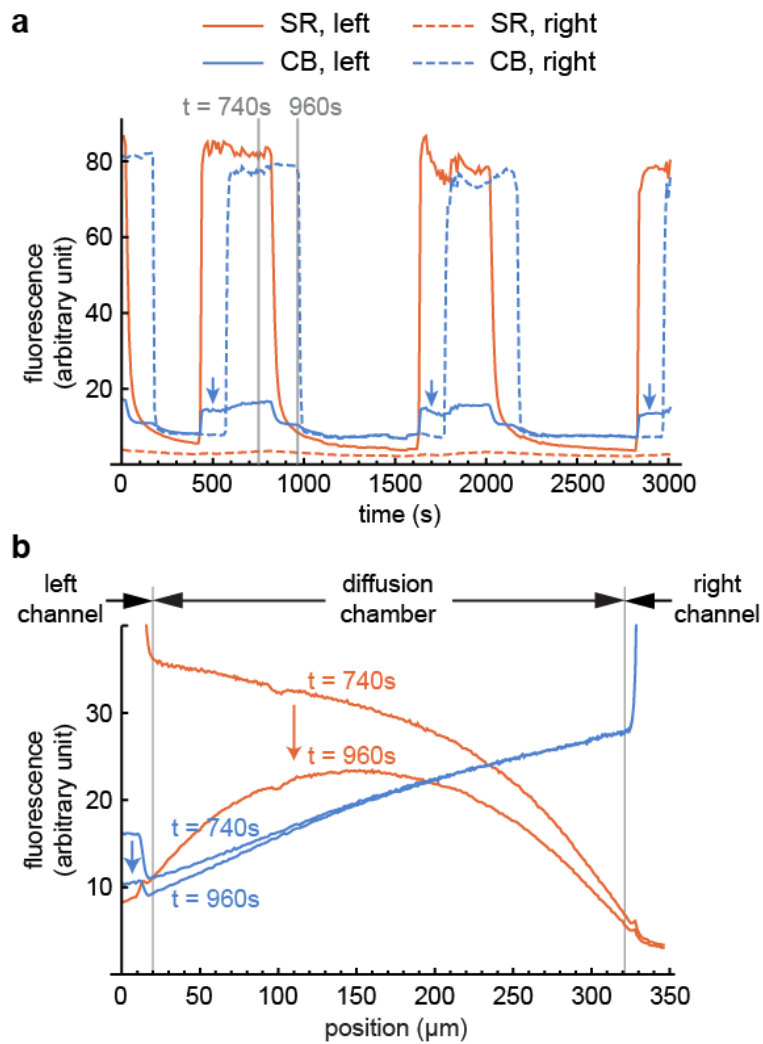 a
SR, left SR, right
CB, left CB, right
t = 740s 960s
80
60
40
20
fluorescence
(arbitrary unit)
0 500 1000 1500 2000 2500 3000
time (s)
b
left
channel
diffusion
chamber
right
channel
t = 740s
t = 960s
t = 740s
t = 960s
30
20
10
fluorescence
(arbitrary unit)
0 50 100 150 200 250 300 350
position (μm)